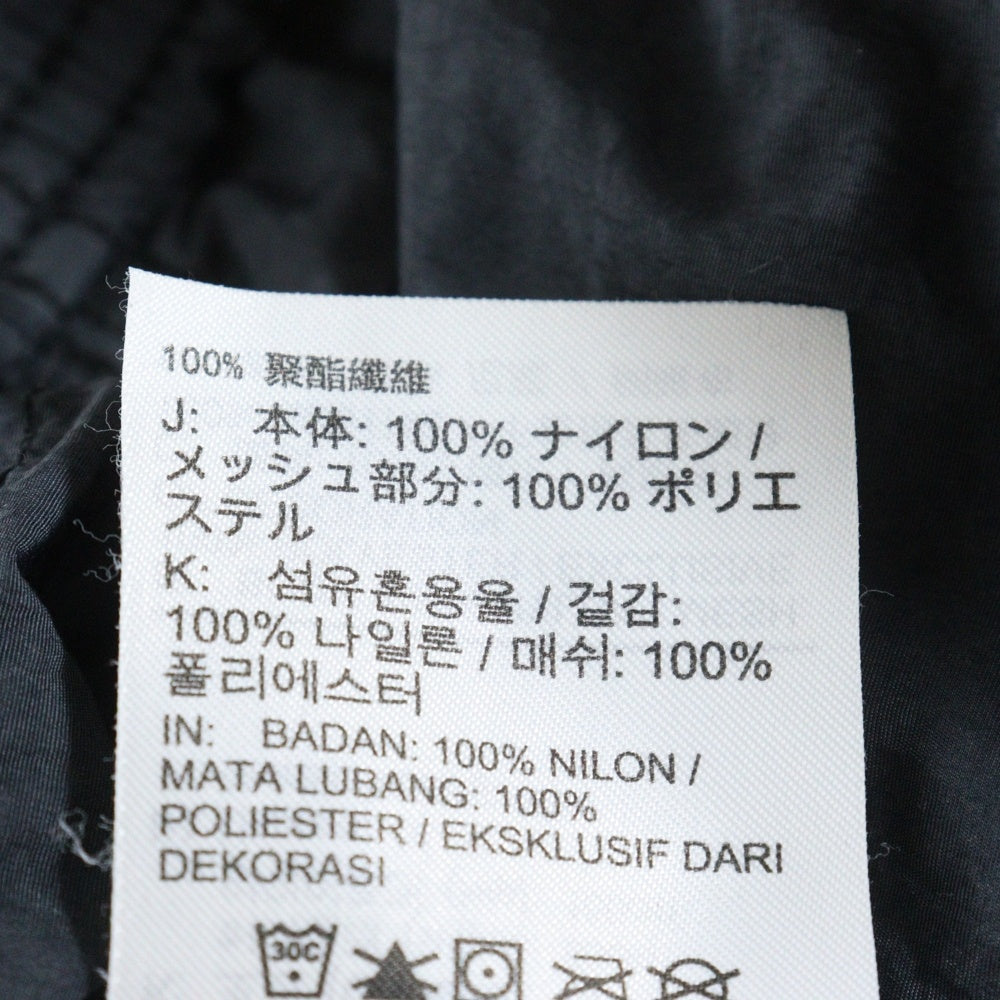 100% 聚酯纖維
J: 本体: 100% ナイロン /
メッシュ部分: 100% ポリエ
ステル
K: 섬유혼용율 / 겉감:
100% 나일론 / 매쉬: 100%
폴리에스터
IN: BADAN: 100% NILON /
MATA LUBANG: 100%
POLIESTER / EKSKLUSIF DARI
DEKORASI
30C